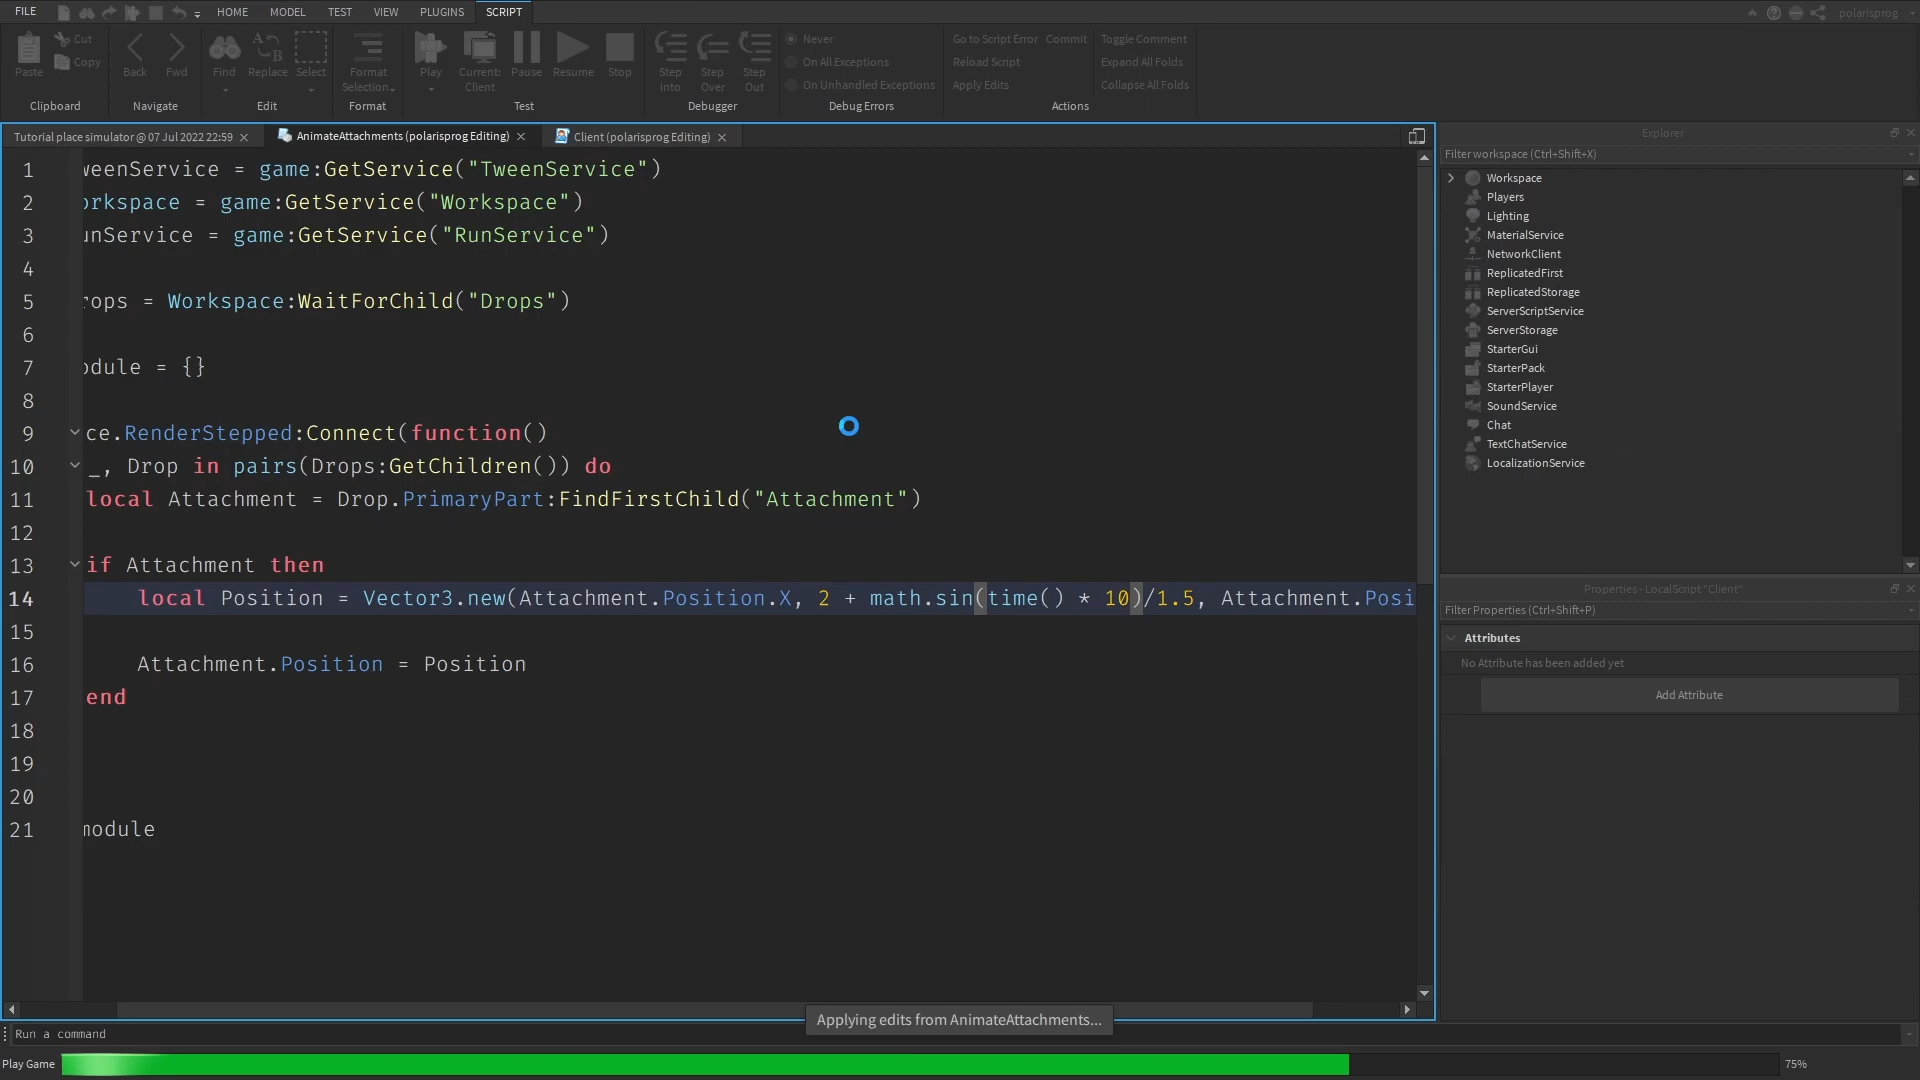 FILE HOME MODEL TEST VIEW PLUGINS SCRIPT polarisprog
Paste Cut Copy Clipboard
Back Fwd Navigate
Find Replace Select Edit
Format Selection Format
Play Current: Client Pause Resume Stop Test
Step Into Step Over Step Out Debugger
Never
On All Exceptions
On Unhandled Exceptions
Debug Errors
Go to Script Error Commit Toggle Comment
Reload Script Expand All Folds
Apply Edits Collapse All Folds
Actions
Tutorial place simulator @ 07 Jul 2022 22:59 AnimateAttachments (polarisprog Editing) Client (polarisprog Editing)
1 weenService = game:GetService("TweenService")
2 orkspace = game:GetService("Workspace")
3 unService = game:GetService("RunService")
4
5 rops = Workspace:WaitForChild("Drops")
6
7 odule = {}
8
9 ce.RenderStepped:Connect(function()
10 _, Drop in pairs(Drops:GetChildren()) do
11 local Attachment = Drop.PrimaryPart:FindFirstChild("Attachment")
12
13 if Attachment then
14 local Position = Vector3.new(Attachment.Position.X, 2 + math.sin(time() * 10)/1.5, Attachment.Posi
15
16 Attachment.Position = Position
17 end
18
19
20
21 module
Applying edits from AnimateAttachments...
Run a command
Play Game 75%
Explorer
Filter workspace (Ctrl+Shift+X)
Workspace
Players
Lighting
MaterialService
NetworkClient
ReplicatedFirst
ReplicatedStorage
ServerScriptService
ServerStorage
StarterGui
StarterPack
StarterPlayer
SoundService
Chat
TextChatService
LocalizationService
Properties - LocalScript "Client"
Filter Properties (Ctrl+Shift+P)
Attributes
No Attribute has been added yet
Add Attribute